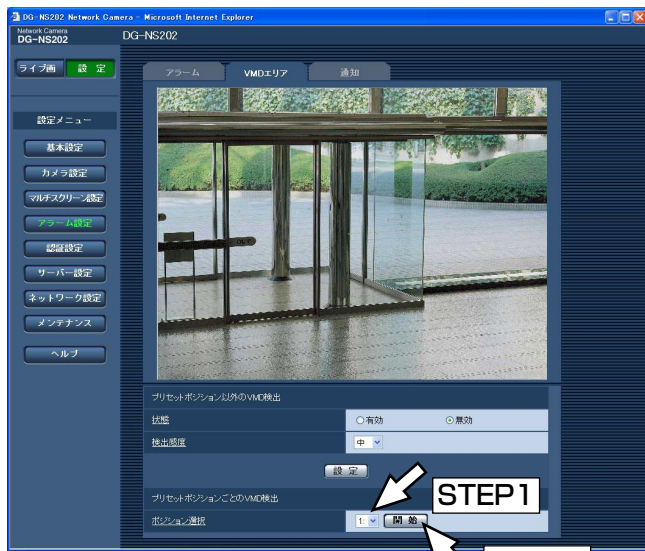 DG-NS202 Network Camera - Microsoft Internet Explorer
Network Camera
DG-NS202
DG-NS202
ライブ画 設 定
アラーム VMDエリア 通知
設定メニュー
基本設定
カメラ設定
マルチスクリーン設定
アラーム設定
認証設定
サーバー設定
ネットワーク設定
メンテナンス
ヘルプ
プリセットポジション以外のVMD検出
状態 有効 無効
検出感度 中
設 定
プリセットポジションごとのVMD検出
STEP1
ポジション選択 1: 開 始